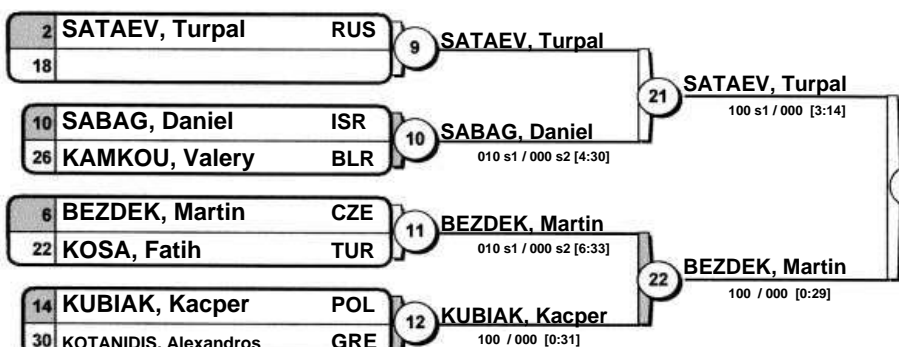 2 SATAEV, Turpal RUS
18
9 SATAEV, Turpal
10 SABAG, Daniel ISR
26 KAMKOU, Valery BLR
10 SABAG, Daniel
010 s1 / 000 s2 [4:30]
21 SATAEV, Turpal
100 s1 / 000 [3:14]
6 BEZDEK, Martin CZE
22 KOSA, Fatih TUR
11 BEZDEK, Martin
010 s1 / 000 s2 [6:33]
14 KUBIAK, Kacper POL
30 KOTANIDIS, Alexandros GRE
12 KUBIAK, Kacper
100 / 000 [0:31]
22 BEZDEK, Martin
100 / 000 [0:29]